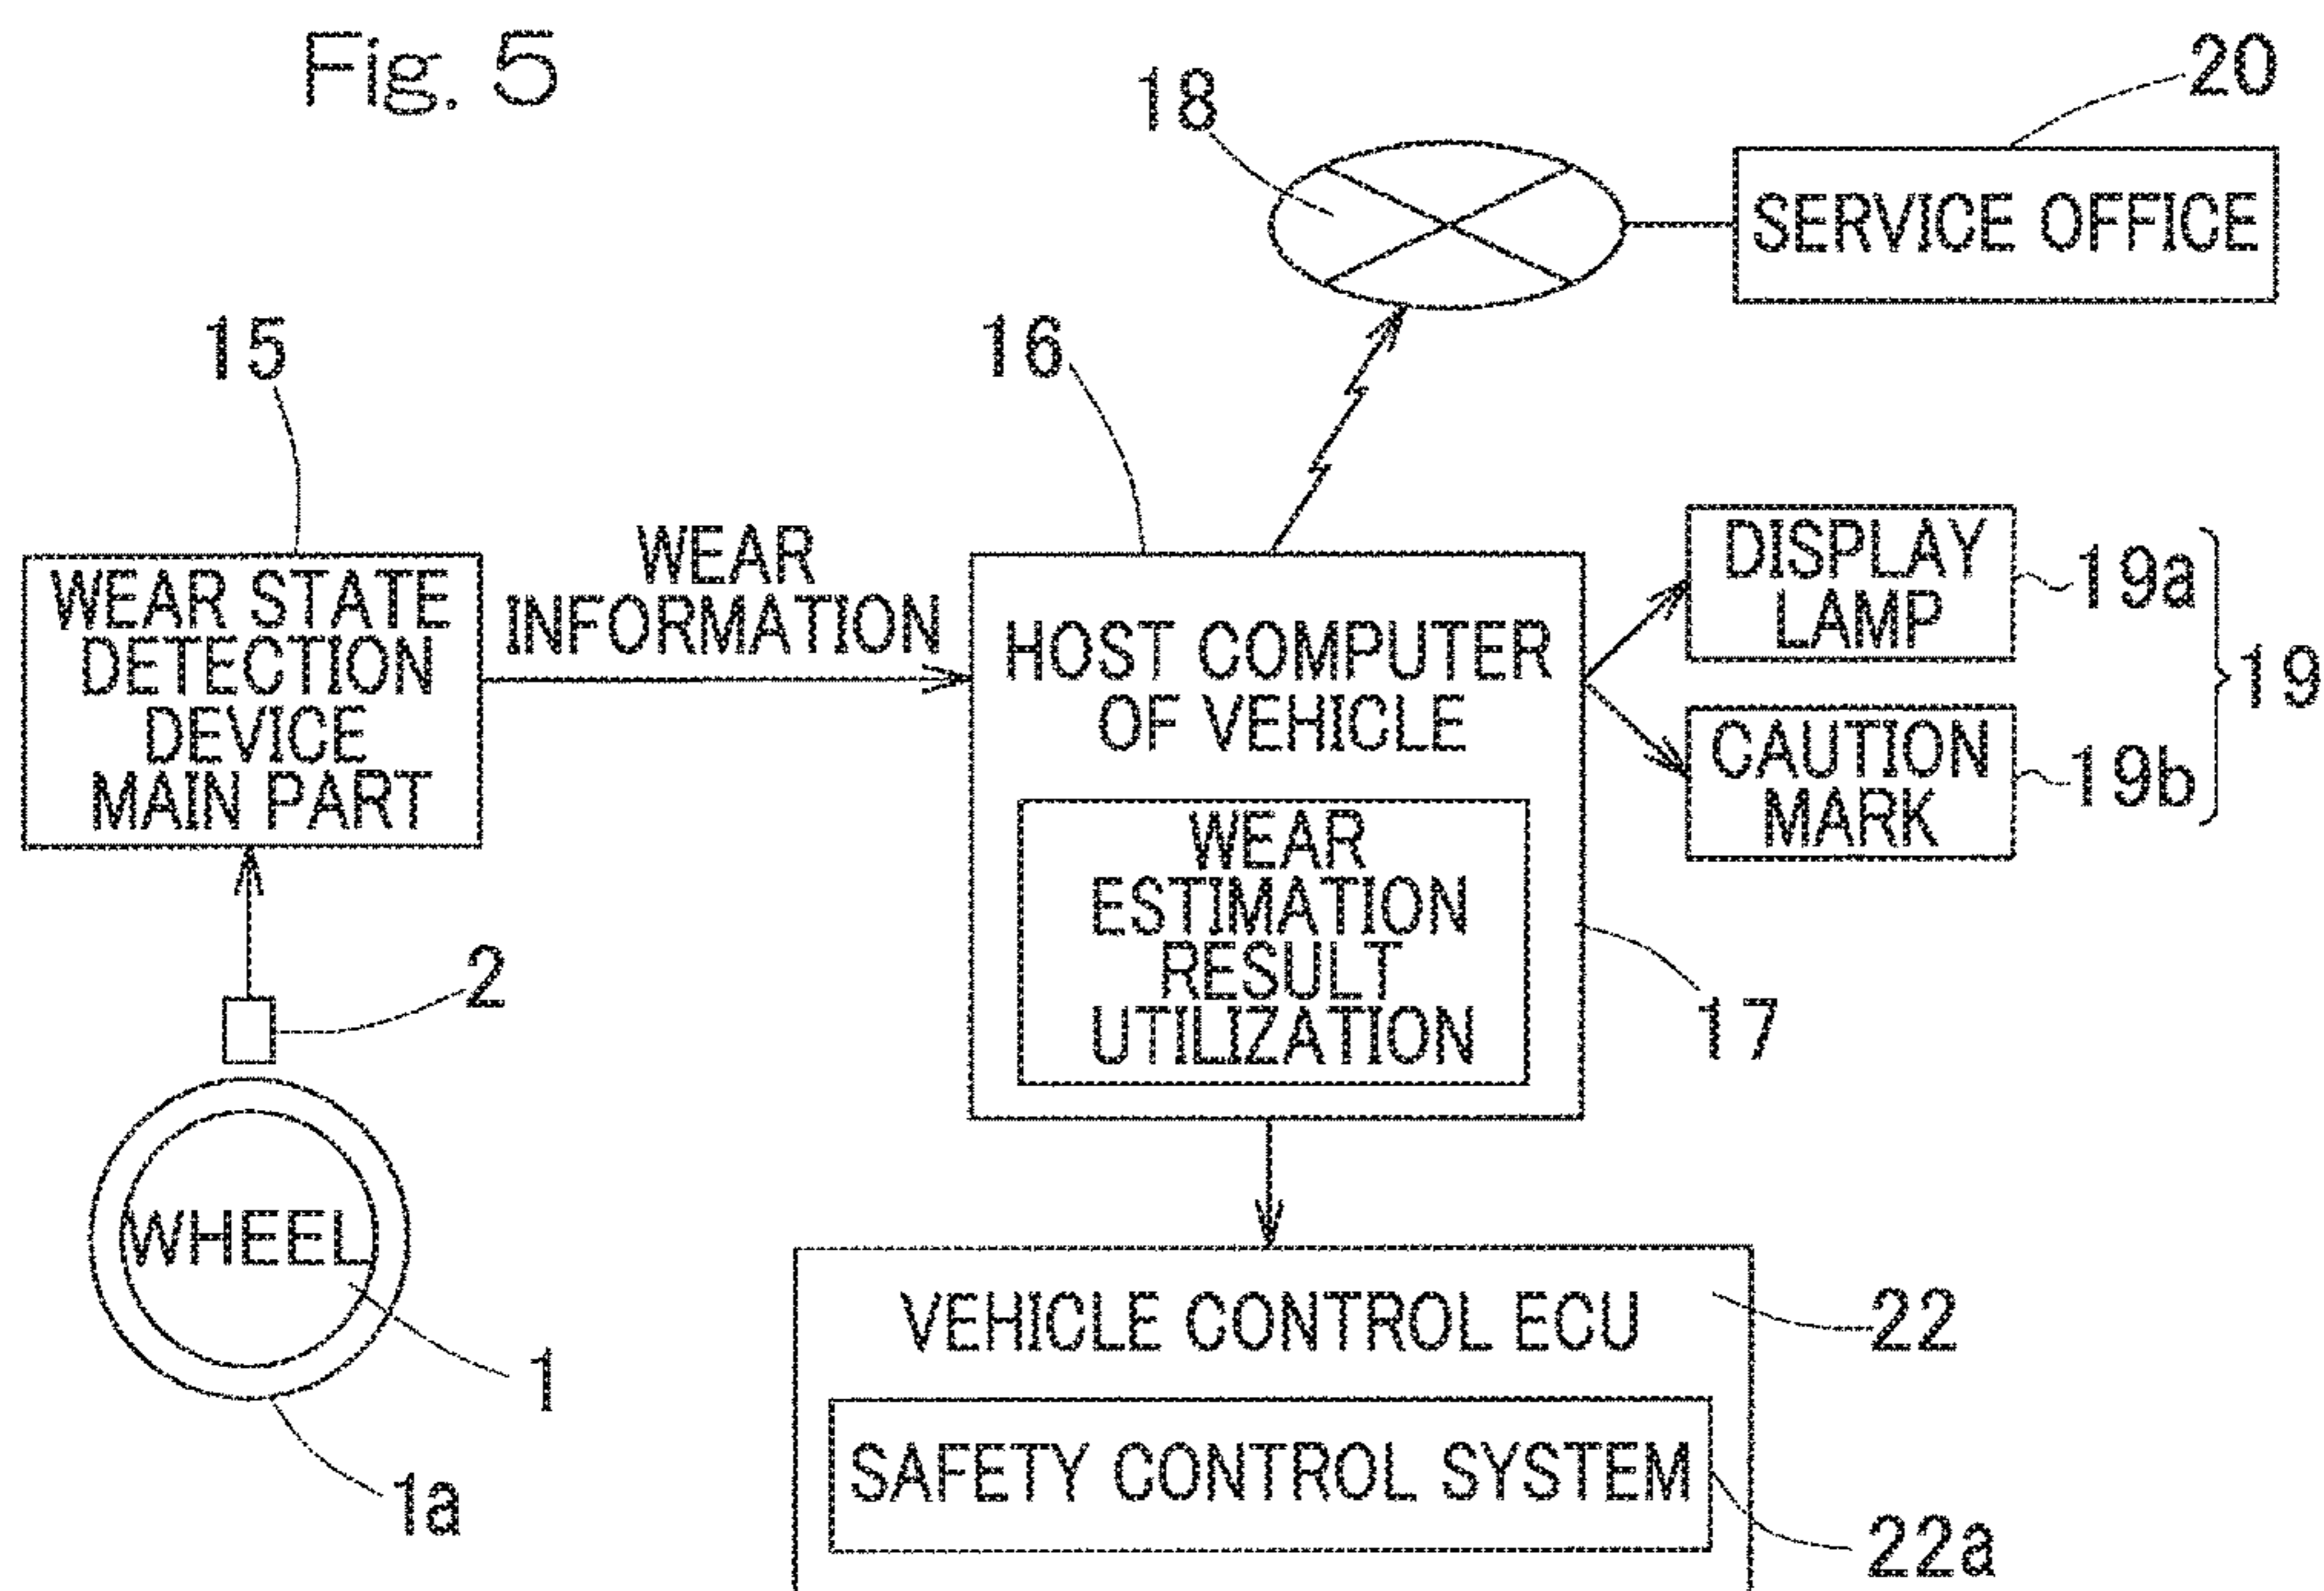 Fig. 5
18
20
SERVICE OFFICE
15
16
WEAR STATE
DETECTION
DEVICE
MAIN PART
WEAR
INFORMATION
HOST COMPUTER
OF VEHICLE
WEAR
ESTIMATION
RESULT
UTILIZATION
DISPLAY
LAMP
19a
CAUTION
MARK
19b
19
17
2
WHEEL
1
1a
VEHICLE CONTROL ECU
22
SAFETY CONTROL SYSTEM
22a